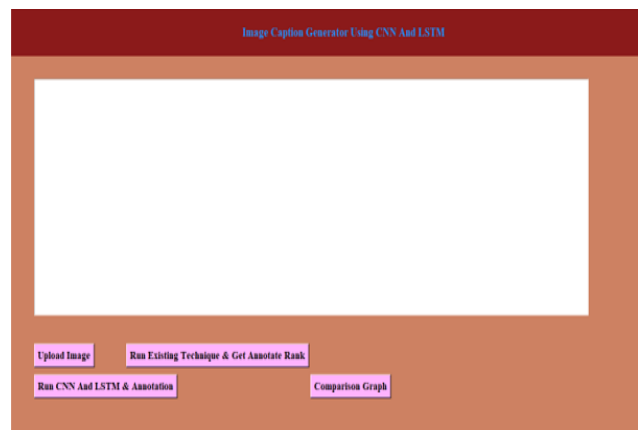 Image Caption Generator Using CNN And LSTM
Upload Image
Run Existing Technique & Get Annotate Rank
Run CNN And LSTM & Annotation
Comparison Graph